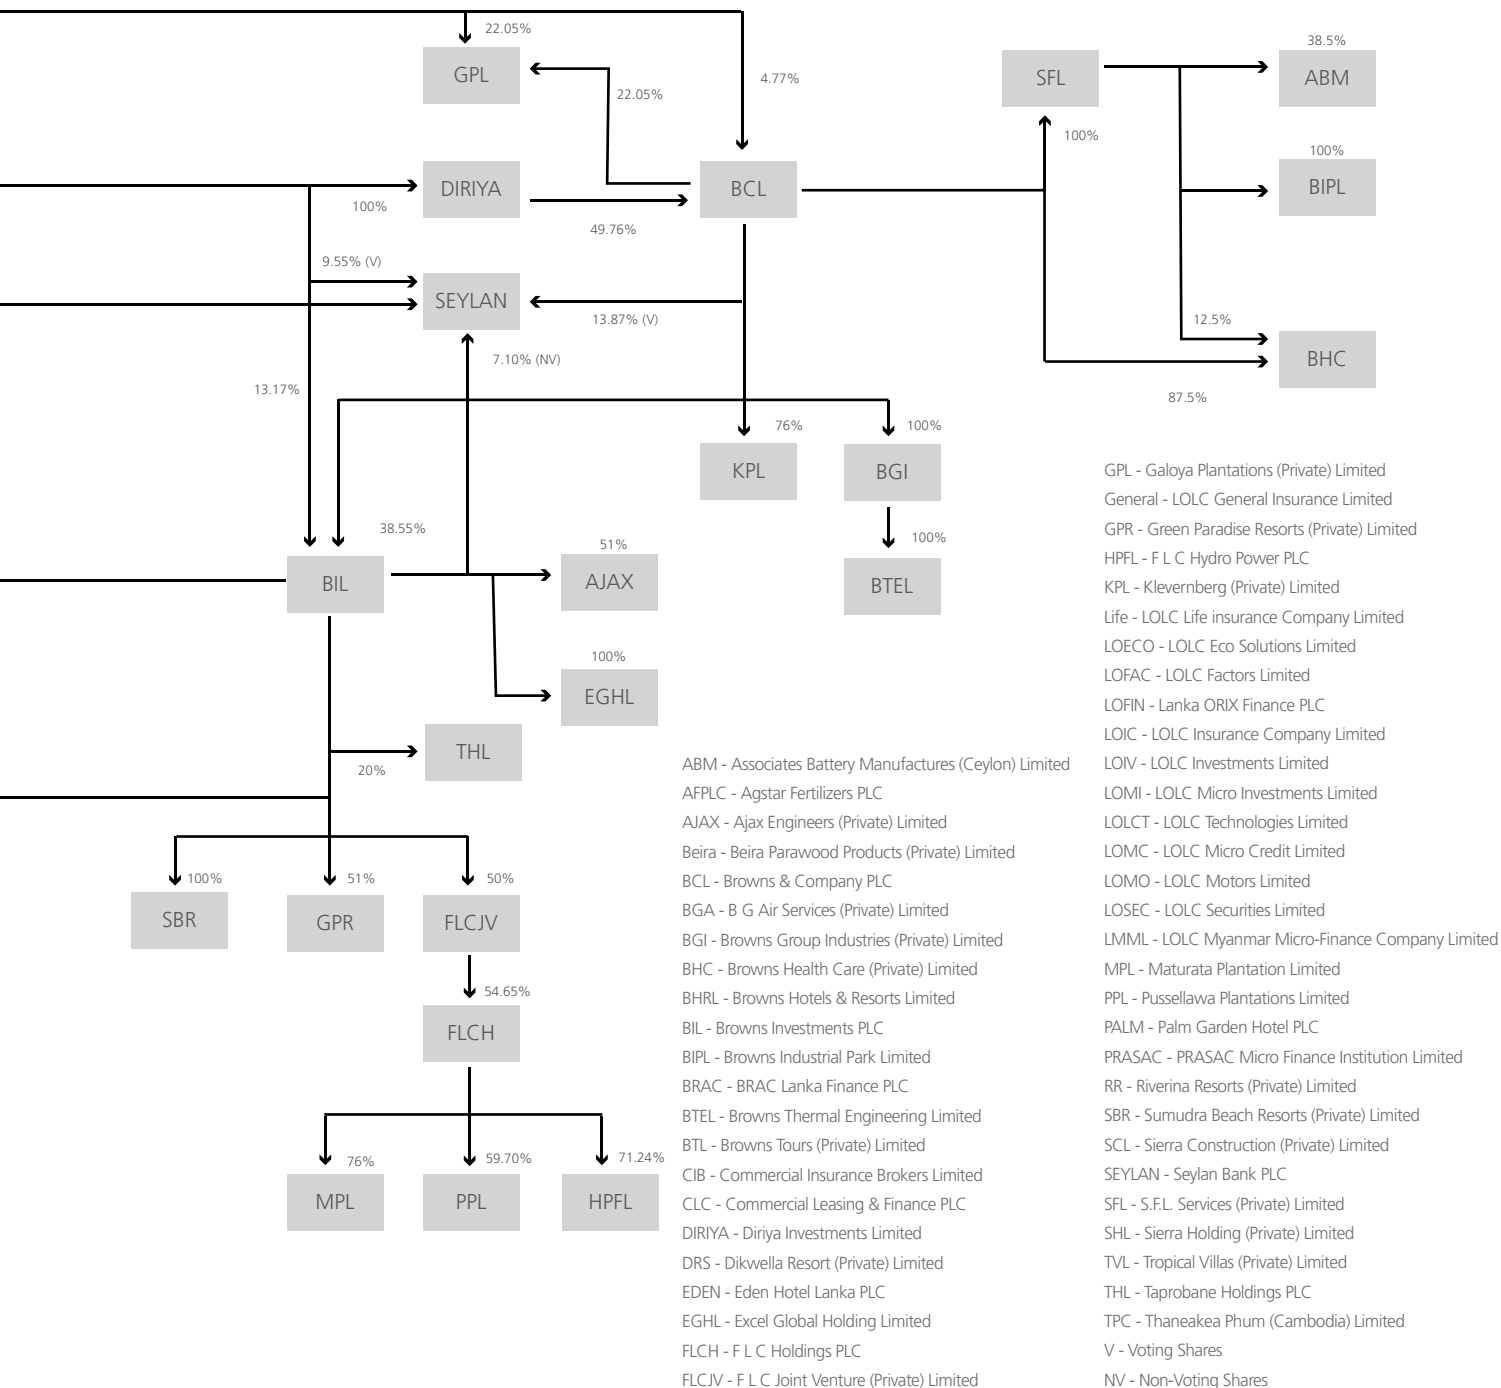 22.05%
38.5%
GPL
SFL
ABM
4.77%
22.05%
100%
100%
DIRIYA
BCL
BIPL
100%
49.76%
9.55% (V)
SEYLAN
13.87% (V)
12.5%
7.10% (NV)
BHC
13.17%
87.5%
76%
100%
KPL
BGI
38.55%
51%
100%
BIL
AJAX
BTEL
100%
EGHL
THL
20%
100%
51%
50%
SBR
GPR
FLCJV
54.65%
FLCH
76%
59.70%
71.24%
MPL
PPL
HPFL
ABM - Associates Battery Manufactures (Ceylon) Limited
AFPLC - Agstar Fertilizers PLC
AJAX - Ajax Engineers (Private) Limited
Beira - Beira Parawood Products (Private) Limited
BCL - Browns & Company PLC
BGA - B G Air Services (Private) Limited
BGI - Browns Group Industries (Private) Limited
BHC - Browns Health Care (Private) Limited
BHRL - Browns Hotels & Resorts Limited
BIL - Browns Investments PLC
BIPL - Browns Industrial Park Limited
BRAC - BRAC Lanka Finance PLC
BTEL - Browns Thermal Engineering Limited
BTL - Browns Tours (Private) Limited
CIB - Commercial Insurance Brokers Limited
CLC - Commercial Leasing & Finance PLC
DIRIYA - Diriya Investments Limited
DRS - Dikwella Resort (Private) Limited
EDEN - Eden Hotel Lanka PLC
EGHL - Excel Global Holding Limited
FLCH - F L C Holdings PLC
FLCJV - F L C Joint Venture (Private) Limited
GPL - Galoya Plantations (Private) Limited
General - LOLC General Insurance Limited
GPR - Green Paradise Resorts (Private) Limited
HPFL - F L C Hydro Power PLC
KPL - Klevernberg (Private) Limited
Life - LOLC Life insurance Company Limited
LOECO - LOLC Eco Solutions Limited
LOFAC - LOLC Factors Limited
LOFIN - Lanka ORIX Finance PLC
LOIC - LOLC Insurance Company Limited
LOIV - LOLC Investments Limited
LOMI - LOLC Micro Investments Limited
LOLCT - LOLC Technologies Limited
LOMC - LOLC Micro Credit Limited
LOMO - LOLC Motors Limited
LOSEC - LOLC Securities Limited
LMML - LOLC Myanmar Micro-Finance Company Limited
MPL - Maturata Plantation Limited
PPL - Pussellawa Plantations Limited
PALM - Palm Garden Hotel PLC
PRASAC - PRASAC Micro Finance Institution Limited
RR - Riverina Resorts (Private) Limited
SBR - Sumudra Beach Resorts (Private) Limited
SCL - Sierra Construction (Private) Limited
SEYLAN - Seylan Bank PLC
SFL - S.F.L. Services (Private) Limited
SHL - Sierra Holding (Private) Limited
TVL - Tropical Villas (Private) Limited
THL - Taprobane Holdings PLC
TPC - Thaneakea Phum (Cambodia) Limited
V - Voting Shares
NV - Non-Voting Shares